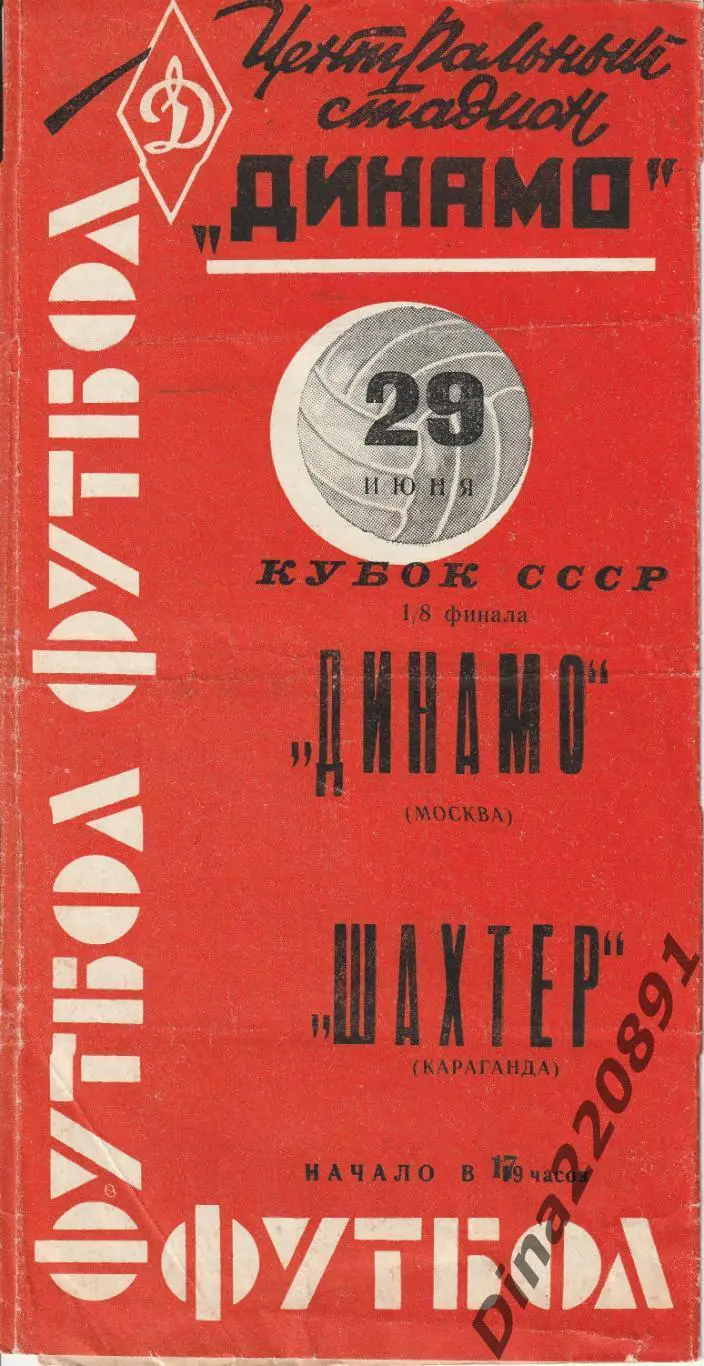 Д
Центральный
стадион
„ДИНАМО"
29
ИЮНЯ
КУБОК СССР
1/8 финала
„ДИНАМО"
(МОСКВА)
„ШАХТЕР"
(КАРАГАНДА)
НАЧАЛО В 17 часов
ФУТБОЛ
ФУТБОЛ
ФУТБОЛ
Dina220891